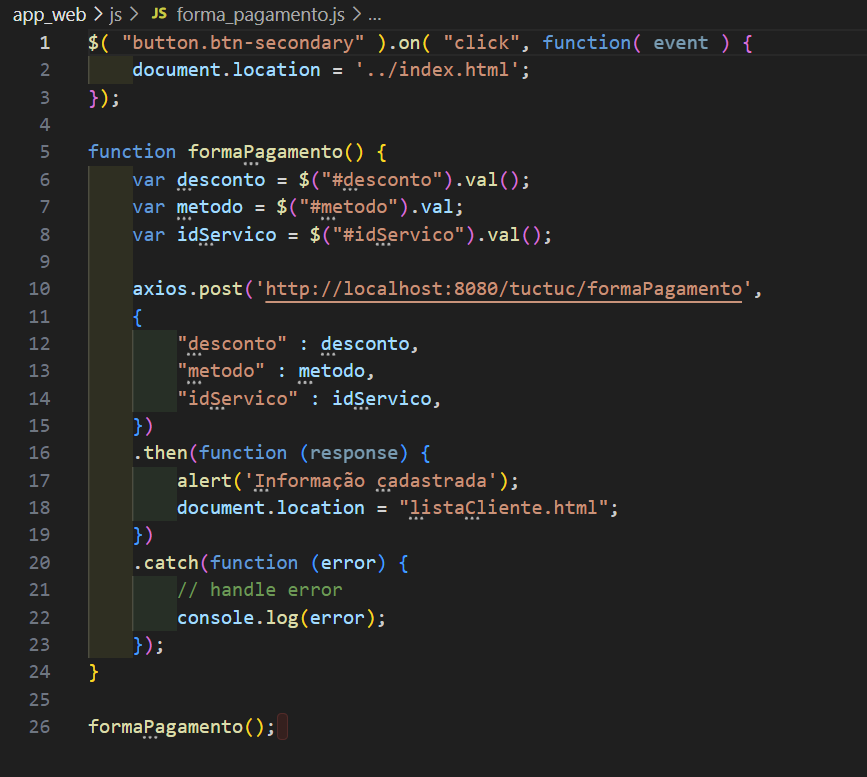 app_web > js > JS forma_pagamento.js > ...
1 $( "button.btn-secondary" ).on( "click", function( event ) {
2     document.location = '../index.html';
3 });
4
5 function formaPagamento() {
6     var desconto = $("#desconto").val();
7     var metodo = $("#metodo").val;
8     var idServico = $("#idServico").val();
9
10     axios.post('http://localhost:8080/tuctuc/formaPagamento',
11     {
12         "desconto" : desconto,
13         "metodo" : metodo,
14         "idServico" : idServico,
15     })
16     .then(function (response) {
17         alert('Informação cadastrada');
18         document.location = "listaCliente.html";
19     })
20     .catch(function (error) {
21         // handle error
22         console.log(error);
23     });
24 }
25
26 formaPagamento();